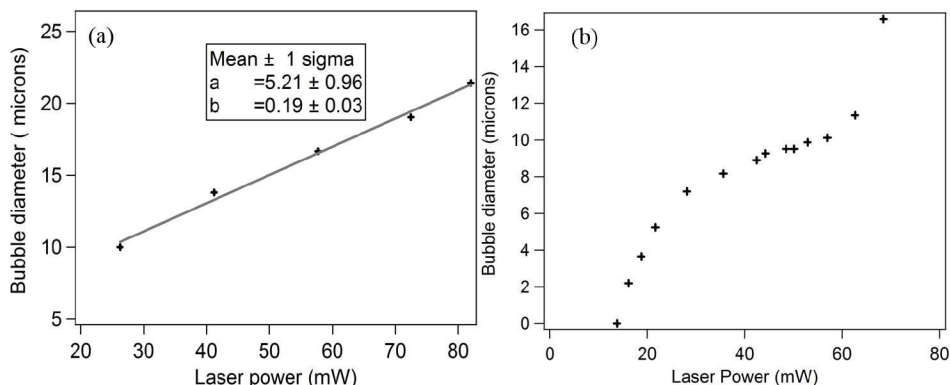 (a)
Mean ± 1 sigma
a =5.21 ± 0.96
b =0.19 ± 0.03
Bubble diameter ( microns)
25
20
15
10
5
20 30 40 50 60 70 80
Laser power (mW)
(b)
Bubble diameter (microns)
16
14
12
10
8
6
4
2
0
0 20 40 60 80
Laser Power (mW)